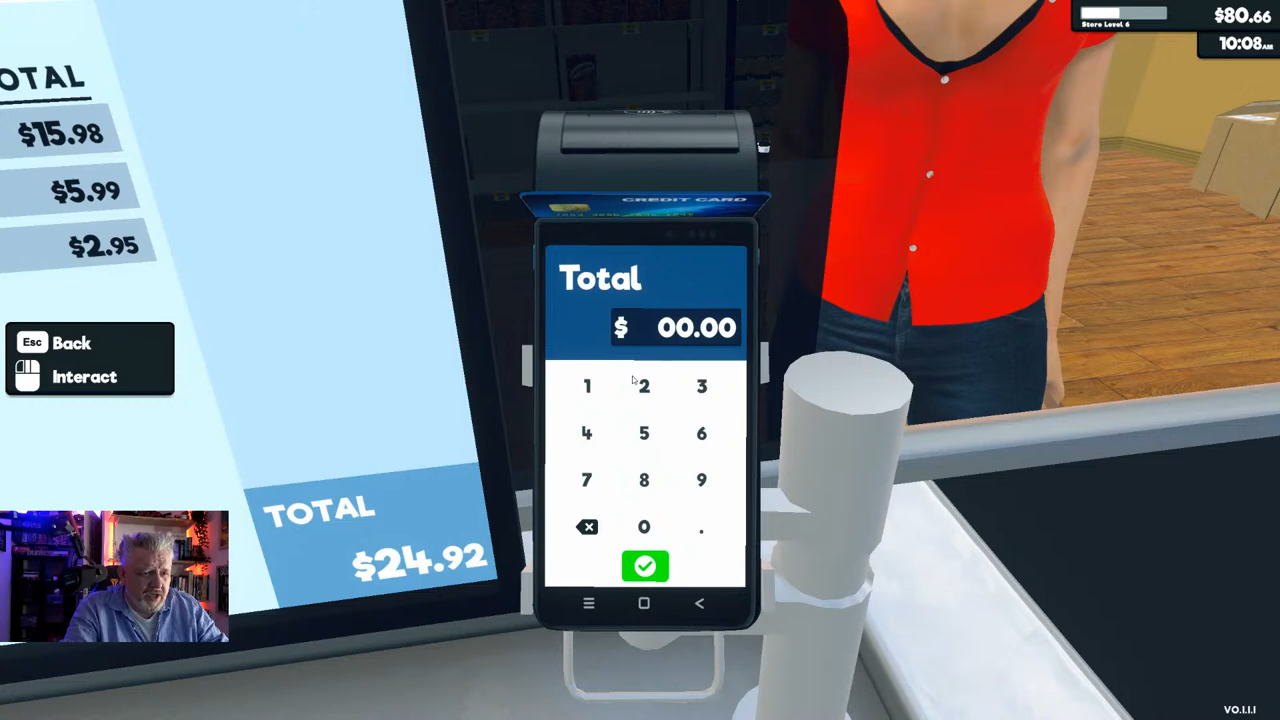 Store Level 6
$80.66
10:08AM
OTAL
$15.98
$5.99
$2.95
CREDIT CARD
Total
$ 00.00
Esc Back
Interact
1 2 3
4 5 6
7 8 9
0 .
TOTAL
$24.92
V0.1.1.1